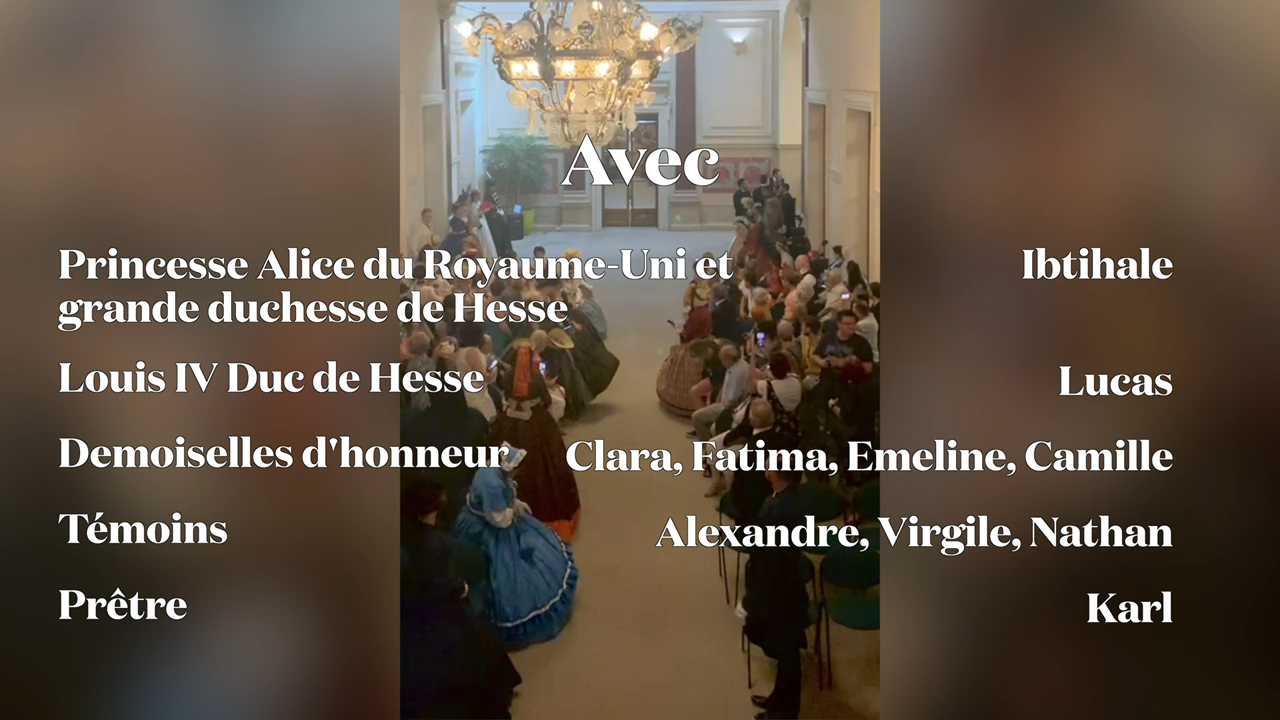 Avec
Princesse Alice du Royaume-Uni et
grande duchesse de Hesse
Ibtihale
Louis IV Duc de Hesse
Lucas
Demoiselles d'honneur
Clara, Fatima, Emeline, Camille
Témoins
Alexandre, Virgile, Nathan
Prêtre
Karl